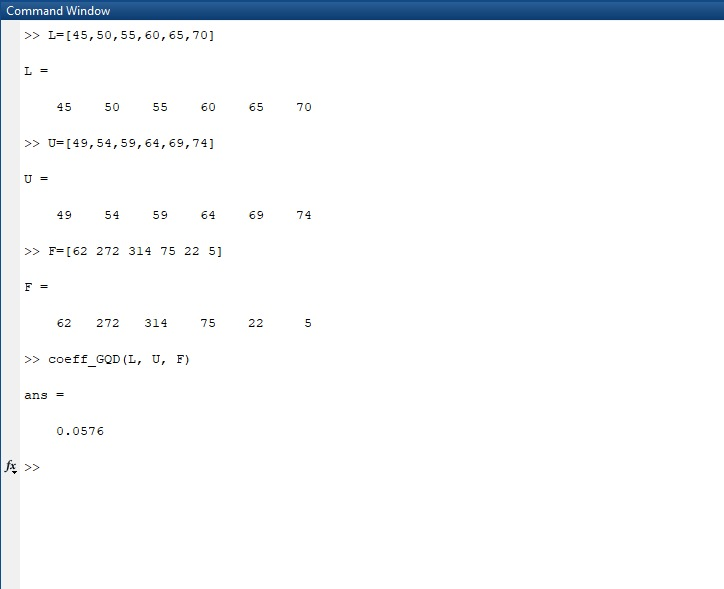 Command Window
>> L=[45,50,55,60,65,70]
L =
45 50 55 60 65 70
>> U=[49,54,59,64,69,74]
U =
49 54 59 64 69 74
>> F=[62 272 314 75 22 5]
F =
62 272 314 75 22 5
>> coeff_GQD(L, U, F)
ans =
0.0576
fx >>